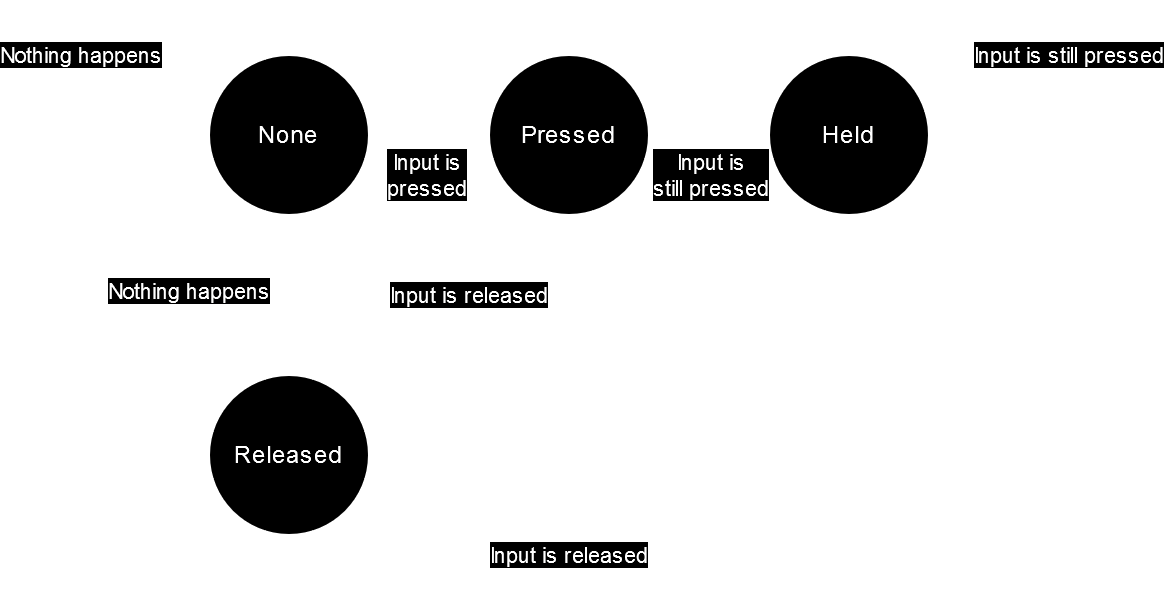 Nothing happens
Input is still pressed
None
Pressed
Held
Input is
pressed
Input is
still pressed
Nothing happens
Input is released
Released
Input is released